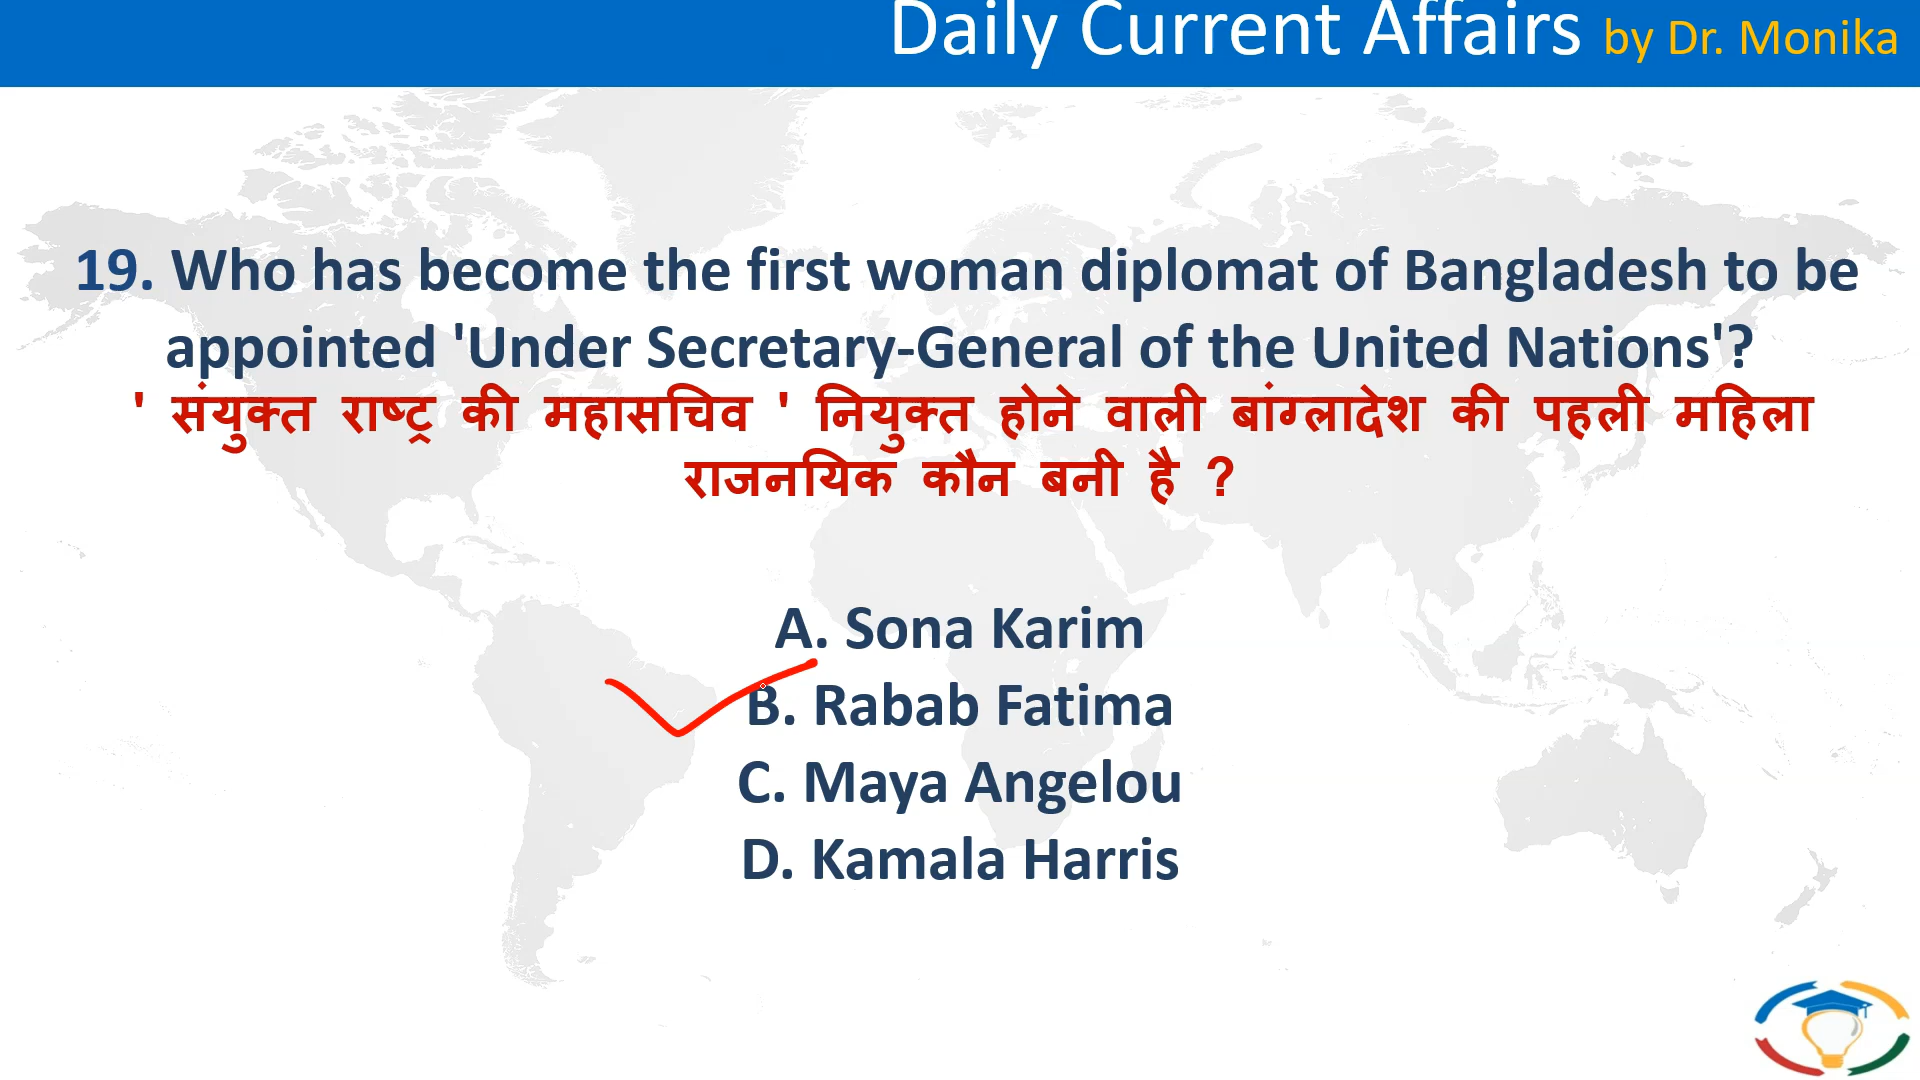 Daily Current Affairs by Dr. Monika
19. Who has become the first woman diplomat of Bangladesh to be
appointed 'Under Secretary-General of the United Nations'?
' संयुक्त राष्ट्र की महासचिव ' नियुक्त होने वाली बांग्लादेश की पहली महिला
राजनयिक कौन बनी है ?
A. Sona Karim
B. Rabab Fatima
C. Maya Angelou
D. Kamala Harris